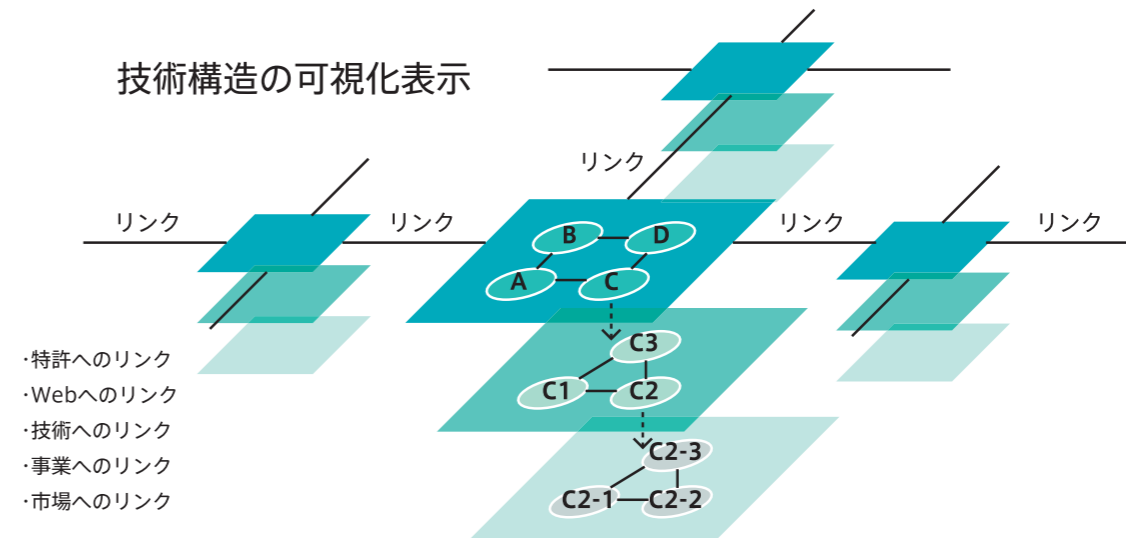 技術構造の可視化表示
リンク
リンク
リンク
リンク
リンク
B
D
A
C
C3
C1
C2
C2-3
C2-1
C2-2
・特許へのリンク
・Webへのリンク
・技術へのリンク
・事業へのリンク
・市場へのリンク